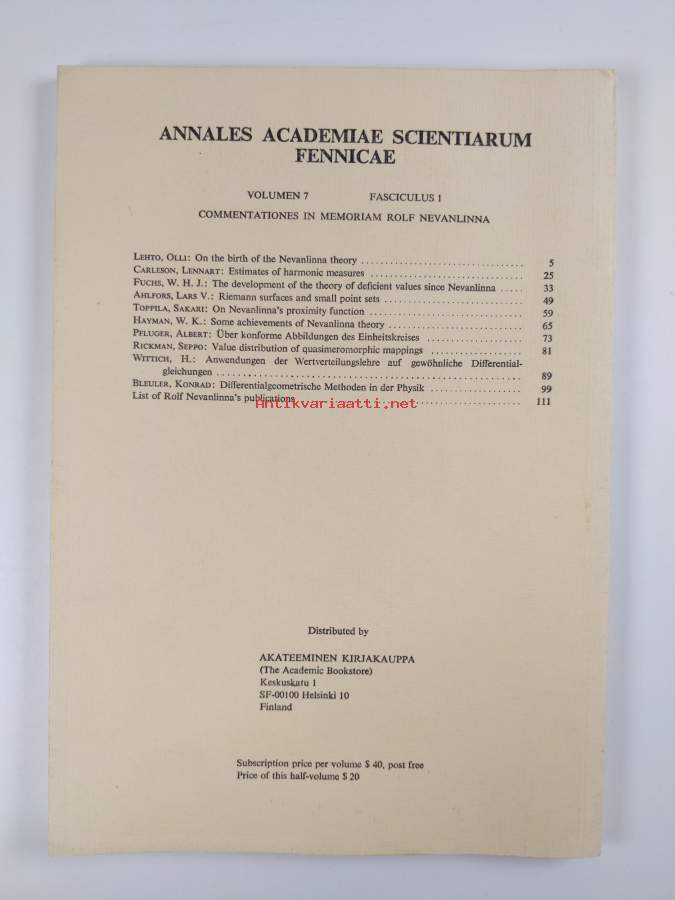 ANNALES ACADEMIAE SCIENTIARUM
FENNICAE
VOLUMEN 7 FASCICULUS 1
COMMENTATIONES IN MEMORIAM ROLF NEVANLINNA
LEHTO, OLLI: On the birth of the Nevanlinna theory 5
CARLESON, LENNART: Estimates of harmonic measures 25
FUCHS, W. H. J.: The development of the theory of deficient values since Nevanlinna 33
AHLFORS, LARS V.: Riemann surfaces and small point sets 49
TOPPILA, SAKARI: On Nevanlinna's proximity function 59
HAYMAN, W. K.: Some achievements of Nevanlinna theory 65
PFLUGER, ALBERT: Über konforme Abbildungen des Einheitskreises 73
RICKMAN, SEPPO: Value distribution of quasimeromorphic mappings 81
WITTICH, H.: Anwendungen der Wertverteilungslehre auf gewöhnliche Differential-
gleichungen 89
BLEULER, KONRAD: Differentialgeometrische Methoden in der Physik 99
List of Rolf Nevanlinna's publications 111
Antikvariaatti.net
Distributed by
AKATEEMINEN KIRJAKAUPPA
(The Academic Bookstore)
Keskuskatu 1
SF-00100 Helsinki 10
Finland
Subscription price per volume $ 40, post free
Price of this half-volume $ 20